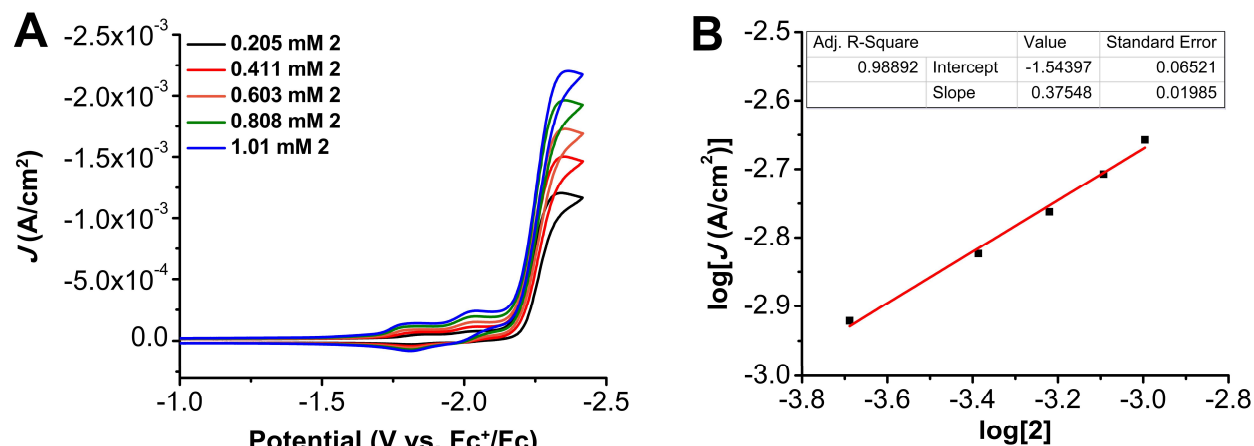 A
-2.5x10⁻³
-2.0x10⁻³
-1.5x10⁻³
-1.0x10⁻³
-5.0x10⁻⁴
0.0
J (A/cm²)
0.205 mM 2
0.411 mM 2
0.603 mM 2
0.808 mM 2
1.01 mM 2
-1.0 -1.5 -2.0 -2.5
Potential (V vs. Fc⁺/Fc)
B
-2.5
-2.6
-2.7
-2.8
-2.9
-3.0
log[J (A/cm²)]
Adj. R-Square Value Standard Error
0.98892 Intercept -1.54397 0.06521
Slope 0.37548 0.01985
-3.8 -3.6 -3.4 -3.2 -3.0 -2.8
log[2]